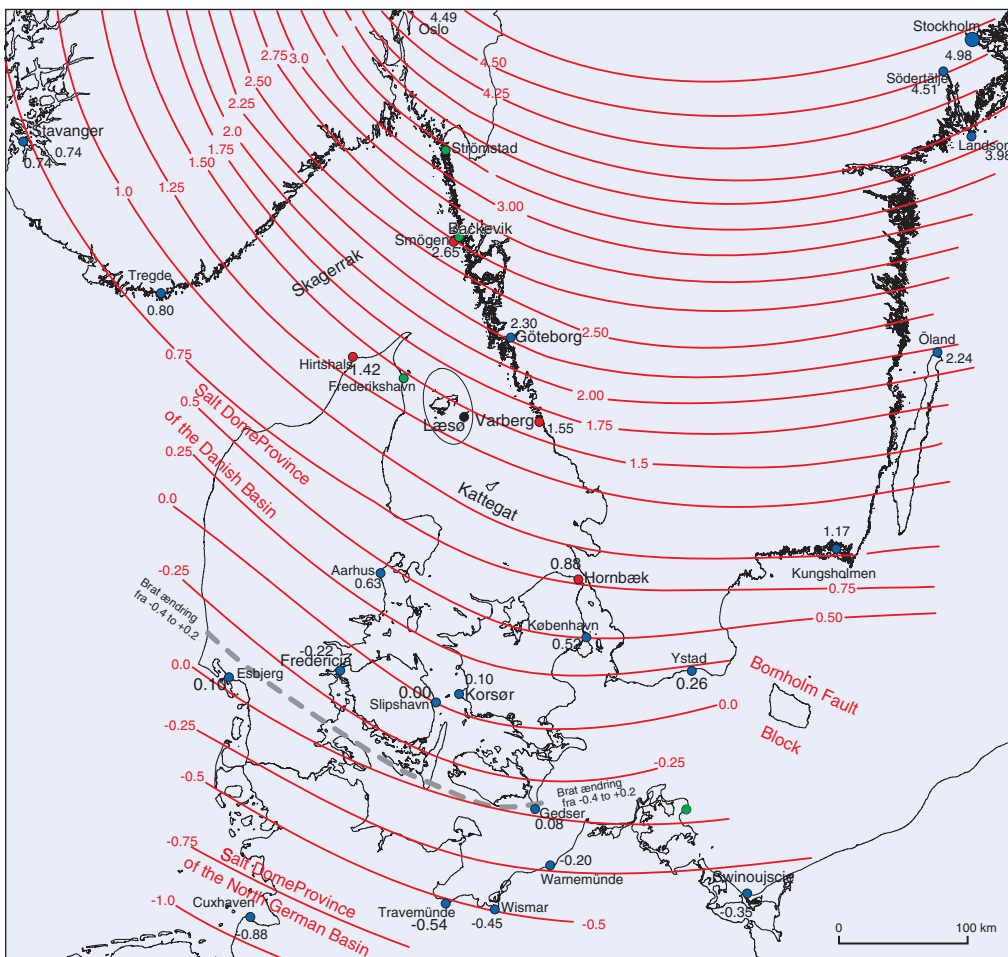 4.49
Oslo
Stockholm
4.98
Södertälje
4.51
Landsort
3.98
2.75
3.0
2.50
2.25
2.0
1.75
1.50
1.25
1.0
4.50
4.25
Stavanger
0.74
0.74
Strömstad
3.00
Backevik
Smögen
2.65
Skagerrak
Tregde
0.80
2.30
Göteborg
2.50
Öland
2.24
0.75
Hirtshals
1.42
Frederikshavn
Læsø
Varberg
1.55
2.00
1.75
1.5
Salt DomeProvince
of the Danish Basin
0.5
0.25
0.0
Kattegat
1.17
Kungsholmen
Aarhus
0.63
0.88
Hornbæk
0.75
-0.25
København
0.52
0.50
Brat ændring
fra -0.4 to +0.2
-0.22
Fredericia
0.0
Esbjerg
0.10
0.00
Slipshavn
0.10
Korsør
Ystad
0.26
0.0
Bornholm Fault
Block
-0.25
-0.25
Brat ændring
fra -0.4 to +0.2
-0.5
Gedser
0.08
-0.75
Salt DomeProvince
of the North German Basin
-0.20
Warnemünde
Swinoujscie
-0.35
-1.0
Cuxhaven
-0.88
Travemünde
-0.54
Wismar
-0.45
-0.5
0
100 km